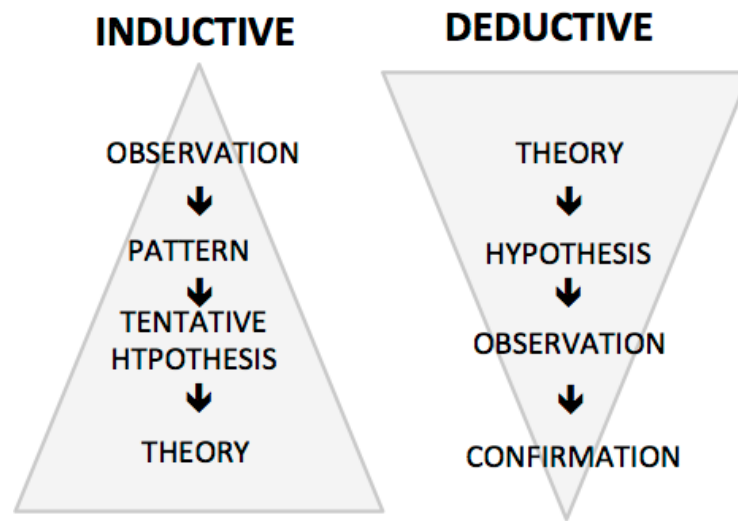 INDUCTIVE
OBSERVATION
PATTERN
TENTATIVE
HTPOTHESIS
THEORY
DEDUCTIVE
THEORY
HYPOTHESIS
OBSERVATION
CONFIRMATION